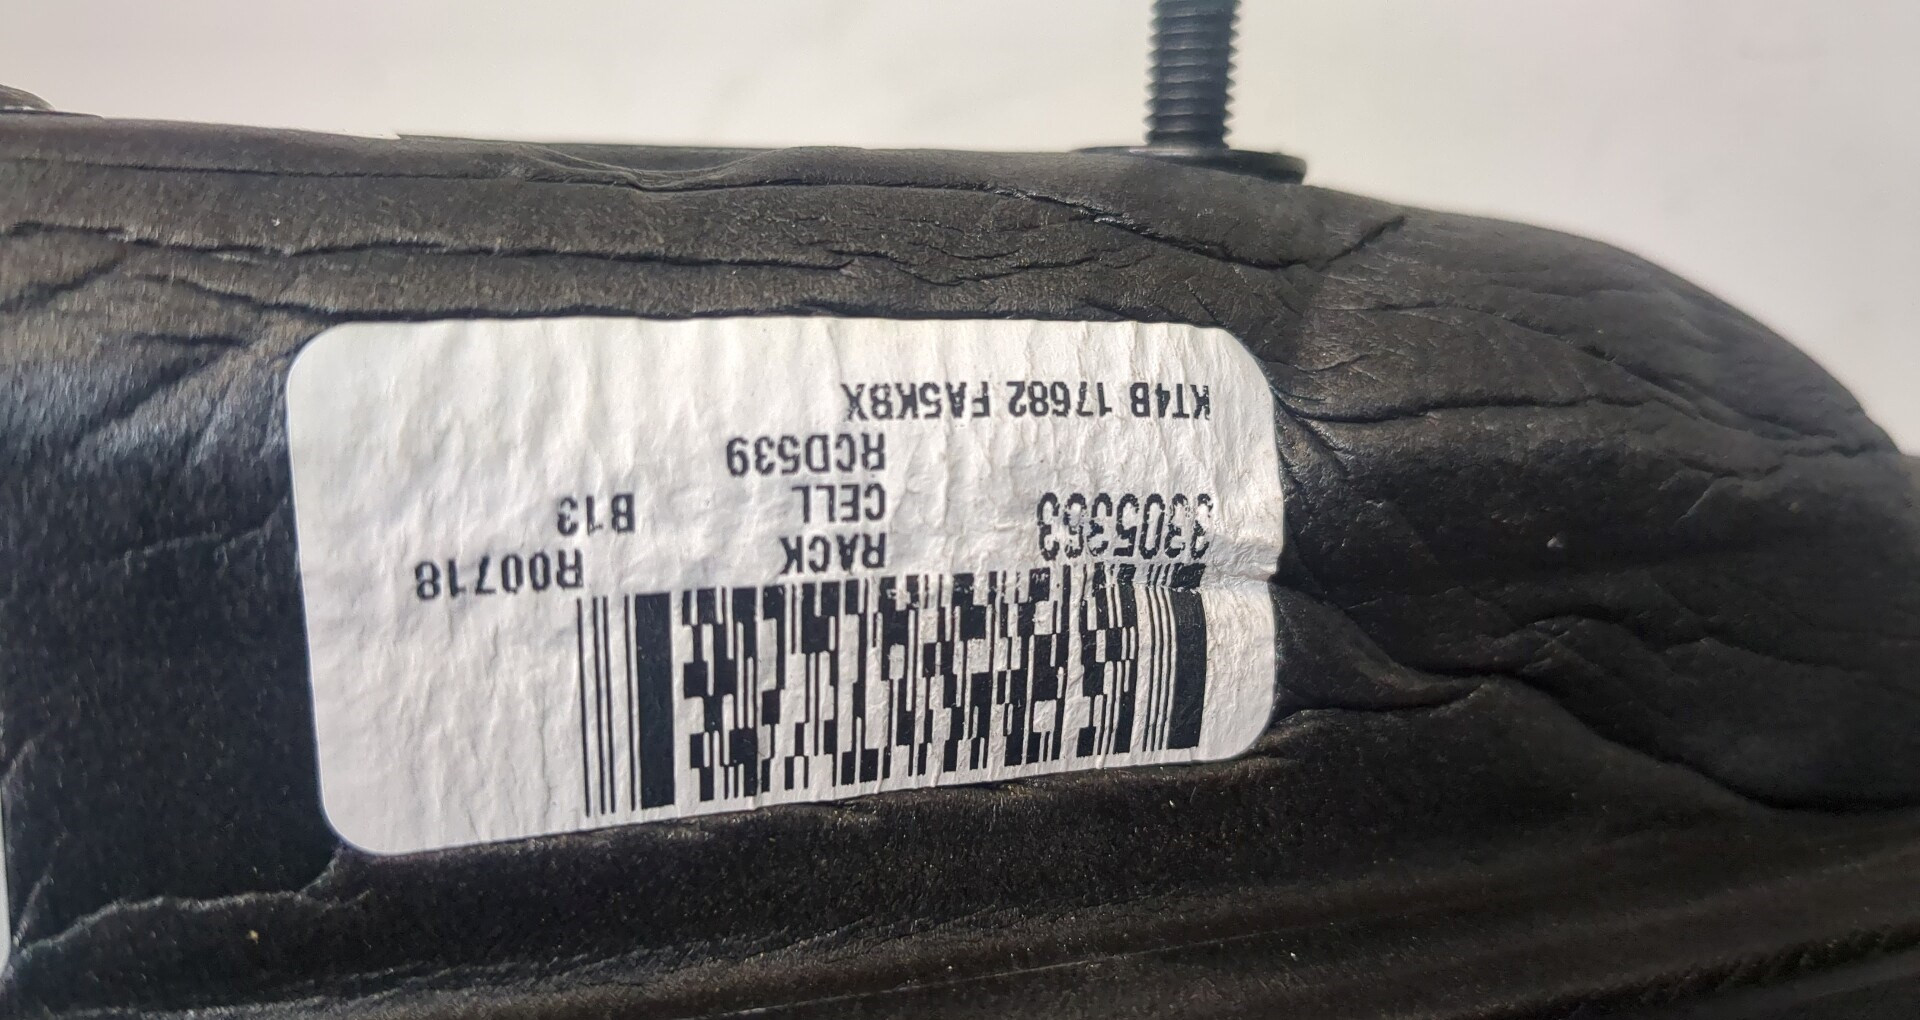 3305363
RACK R00718
CELL B13
RCD539
KT4B 17682 FA5K8X